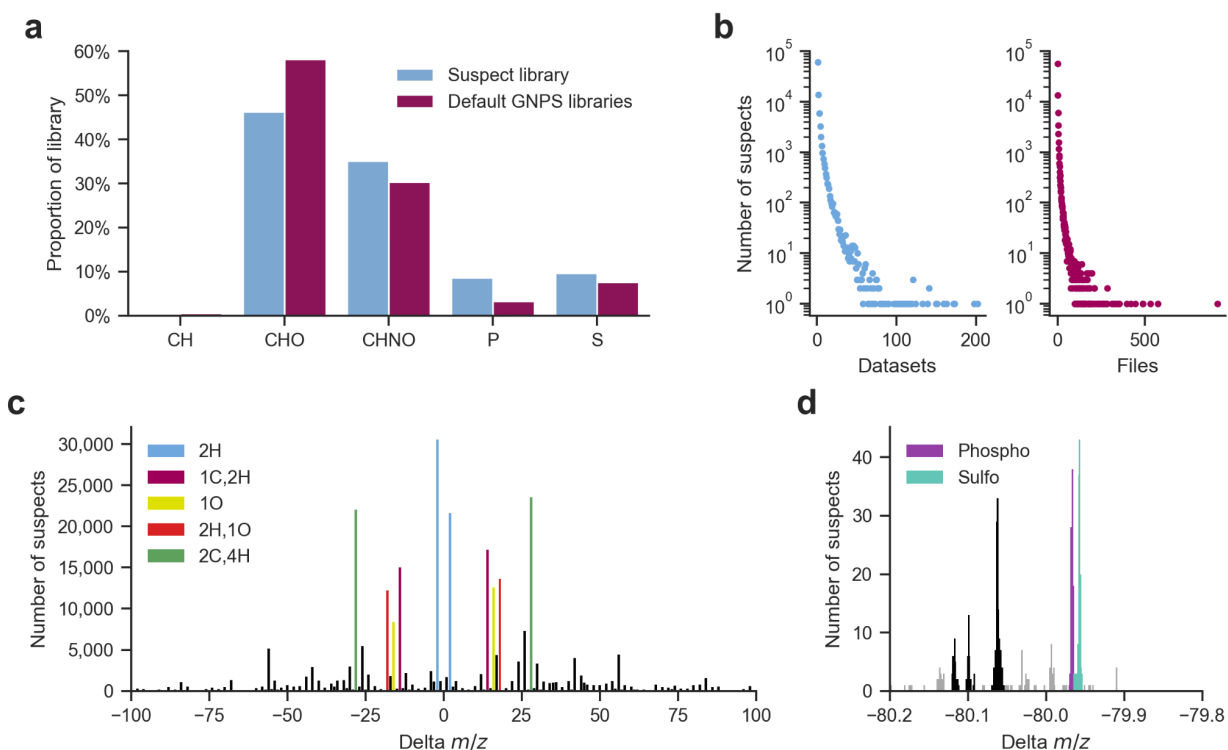 a
60%
50%
40%
30%
20%
10%
0%
Proportion of library
Suspect library
Default GNPS libraries
CH CHO CHNO P S
b
10^5
10^4
10^3
10^2
10^1
10^0
Number of suspects
0 100 200
Datasets
10^5
10^4
10^3
10^2
10^1
10^0
0 500
Files
c
30,000
25,000
20,000
15,000
10,000
5,000
0
Number of suspects
2H
1C,2H
1O
2H,1O
2C,4H
−100 −75 −50 −25 0 25 50 75 100
Delta m/z
d
40
30
20
10
0
Number of suspects
Phospho
Sulfo
−80.2 −80.1 −80.0 −79.9 −79.8
Delta m/z